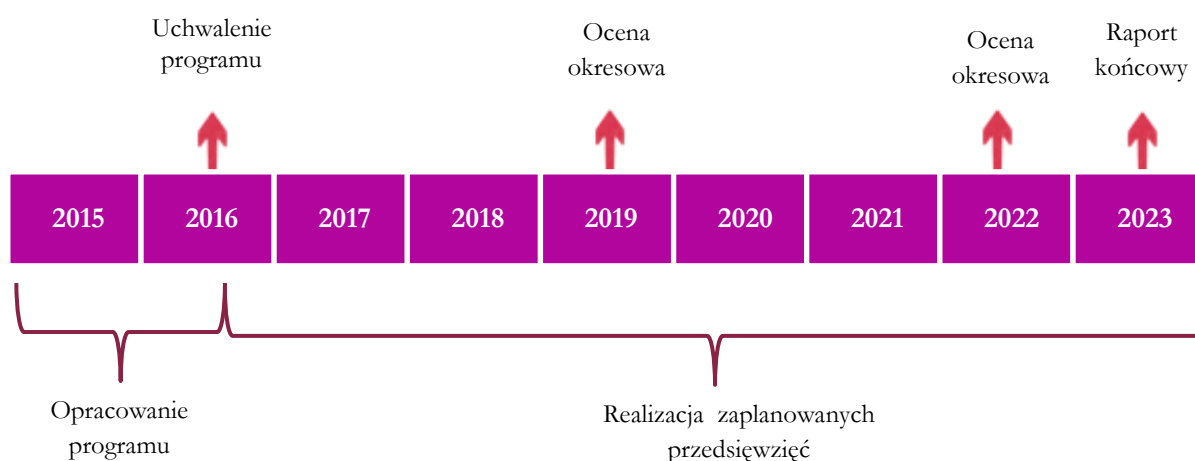 Uchwalenie
programu
Ocena
okresowa
Ocena
okresowa
Raport
końcowy
2015 2016 2017 2018 2019 2020 2021 2022 2023
Opracowanie
programu
Realizacja zaplanowanych
przedsięwzięć